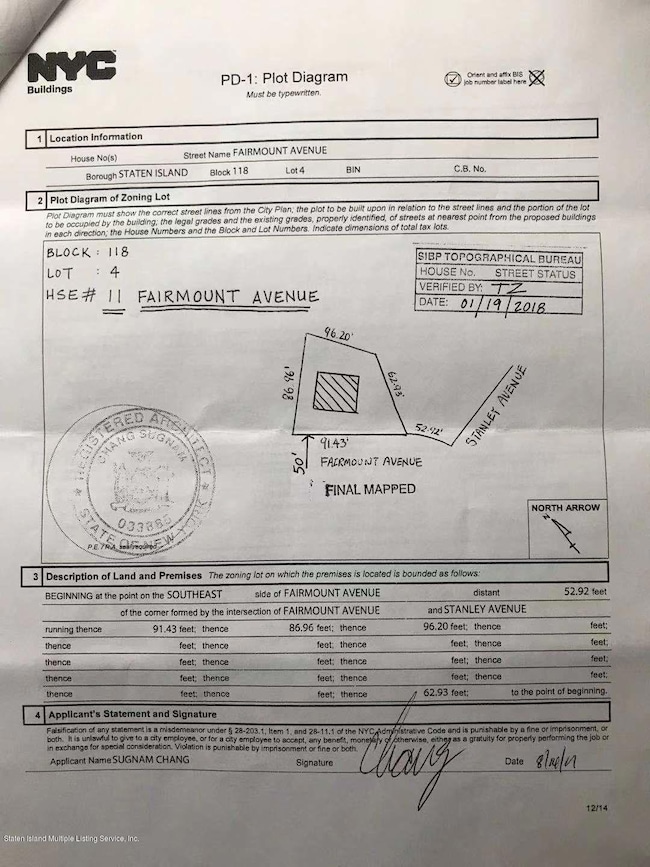 NYC
Buildings
PD-1: Plot Diagram
Must be typewritten.
Orient and affix BIS
job number label here
1 Location Information
House No(s) Street Name FAIRMOUNT AVENUE
Borough STATEN ISLAND Block 118 Lot 4 BIN C.B. No.
2 Plot Diagram of Zoning Lot
Plot Diagram must show the correct street lines from the City Plan, the plot to be built upon in relation to the street lines and the portion of the lot
to be occupied by the building; the legal grades and the existing grades, properly identified, of streets at nearest point from the proposed buildings
in each direction; the House Numbers and the Block and Lot Numbers. Indicate dimensions of total tax lots.
BLOCK : 118
LOT : 4
HSE# 11 FAIRMOUNT AVENUE
SIBP TOPOGRAPHICAL BUREAU
HOUSE No. STREET STATUS
VERIFIED BY: TZ
DATE: 01/19/2018
96.20'
86.96'
62.93'
52.92'
STANLEY AVENUE
91.43'
50'
FAIRMOUNT AVENUE
FINAL MAPPED
REGISTERED ARCHITECT
CHANG SUGNAM
STATE OF NEW YORK
P.E. / R.A. seal required
NORTH ARROW
N
3 Description of Land and Premises The zoning lot on which the premises is located is bounded as follows:
BEGINNING at the point on the SOUTHEAST side of FAIRMOUNT AVENUE distant 52.92 feet
of the corner formed by the intersection of FAIRMOUNT AVENUE and STANLEY AVENUE
running thence 91.43 feet; thence 86.96 feet; thence 96.20 feet; thence feet;
thence feet; thence feet; thence feet; thence feet;
thence feet; thence feet; thence feet; thence feet;
thence feet; thence feet; thence feet; thence feet;
thence feet; thence feet; thence 62.93 feet; to the point of beginning.
4 Applicant's Statement and Signature
Falsification of any statement is a misdemeanor under § 28-203.1, Item 1, and 28-11.1 of the NYC Administrative Code and is punishable by a fine or imprisonment, or
both. It is unlawful to give to a city employee, or for a city employee to accept, any benefit, monetary or otherwise, either as a gratuity for properly performing the job or
in exchange for special consideration. Violation is punishable by imprisonment or fine or both.
Applicant Name SUGNAM CHANG Signature Chang Date
12/14
Staten Island Multiple Listing Service, Inc.